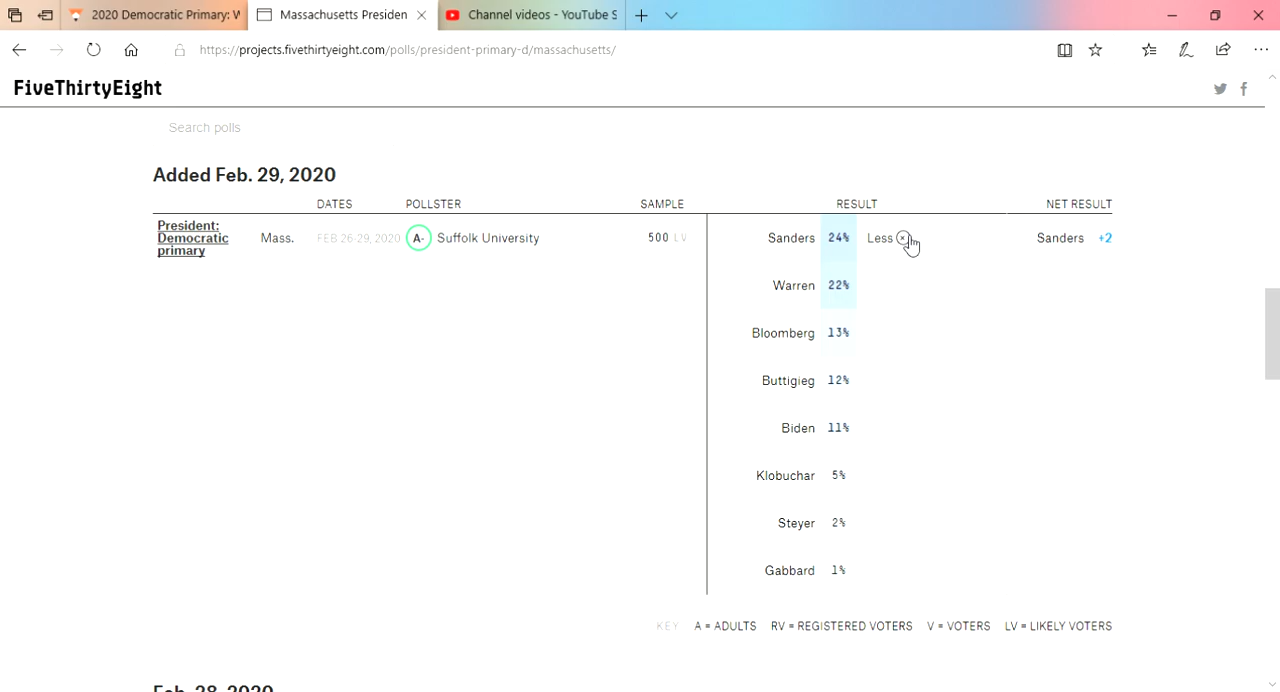 2020 Democratic Primary: W
Massachusetts Presiden
Channel videos - YouTube S
https://projects.fivethirtyeight.com/polls/president-primary-d/massachusetts/
FiveThirtyEight
Search polls
Added Feb. 29, 2020
DATES POLLSTER SAMPLE RESULT NET RESULT
President: Democratic primary Mass. FEB 26-29, 2020 A- Suffolk University 500 LV Sanders 24% Less Sanders +2
Warren 22%
Bloomberg 13%
Buttigieg 12%
Biden 11%
Klobuchar 5%
Steyer 2%
Gabbard 1%
KEY A = ADULTS RV = REGISTERED VOTERS V = VOTERS LV = LIKELY VOTERS
Feb. 28, 2020